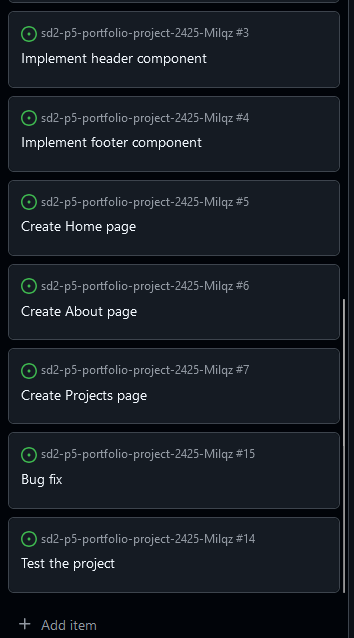 sd2-p5-portfolio-project-2425-Milqz #3
Implement header component
sd2-p5-portfolio-project-2425-Milqz #4
Implement footer component
sd2-p5-portfolio-project-2425-Milqz #5
Create Home page
sd2-p5-portfolio-project-2425-Milqz #6
Create About page
sd2-p5-portfolio-project-2425-Milqz #7
Create Projects page
sd2-p5-portfolio-project-2425-Milqz #15
Bug fix
sd2-p5-portfolio-project-2425-Milqz #14
Test the project
+ Add item